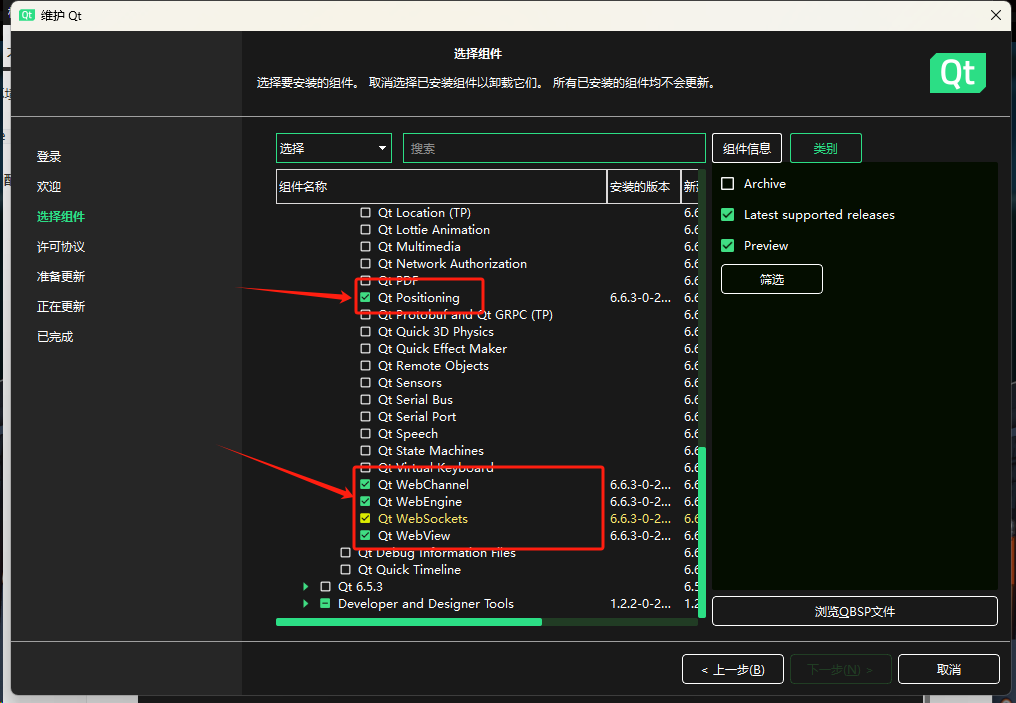 Qt 维护 Qt
选择组件
选择要安装的组件。 取消选择已安装组件以卸载它们。 所有已安装的组件均不会更新。
Qt
登录
欢迎
选择组件
许可协议
准备更新
正在更新
已完成
选择 搜索 组件信息 类别
组件名称 安装的版本
Qt Location (TP) 6.6
Qt Lottie Animation 6.6
Qt Multimedia 6.6
Qt Network Authorization 6.6
Qt PDF 6.6
Qt Positioning 6.6.3-0-2... 6.6
Qt Protobuf and Qt GRPC (TP) 6.6
Qt Quick 3D Physics 6.6
Qt Quick Effect Maker 6.6
Qt Remote Objects 6.6
Qt Sensors 6.6
Qt Serial Bus 6.6
Qt Serial Port 6.6
Qt Speech 6.6
Qt State Machines 6.6
Qt Virtual Keyboard 6.6
Qt WebChannel 6.6.3-0-2... 6.6
Qt WebEngine 6.6.3-0-2... 6.6
Qt WebSockets 6.6.3-0-2... 6.6
Qt WebView 6.6.3-0-2... 6.6
Qt Debug Information Files 6.6
Qt Quick Timeline 6.6
Qt 6.5.3 6.5
Developer and Designer Tools 1.2.2-0-2... 1.2
Archive
Latest supported releases
Preview
筛选
浏览QBSP文件
< 上一步(B) 下一步(N) > 取消